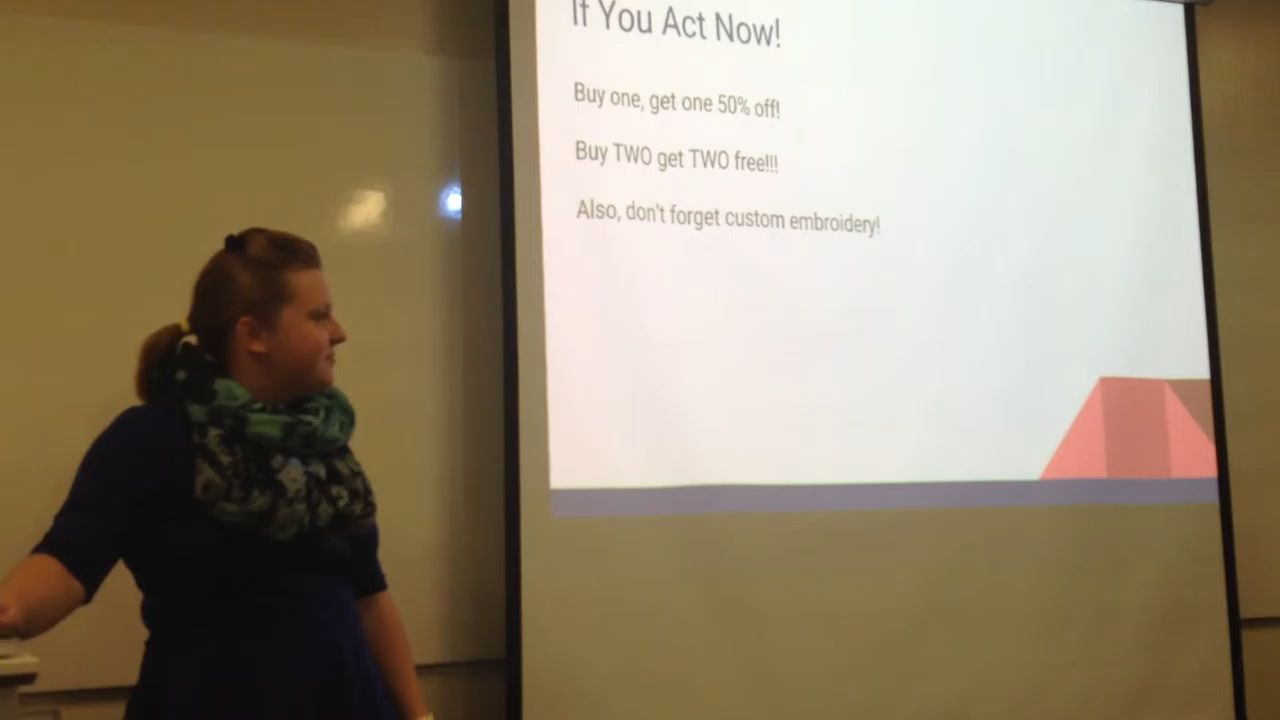 If You Act Now!
Buy one, get one 50% off!
Buy TWO get TWO free!!!
Also, don't forget custom embroidery!